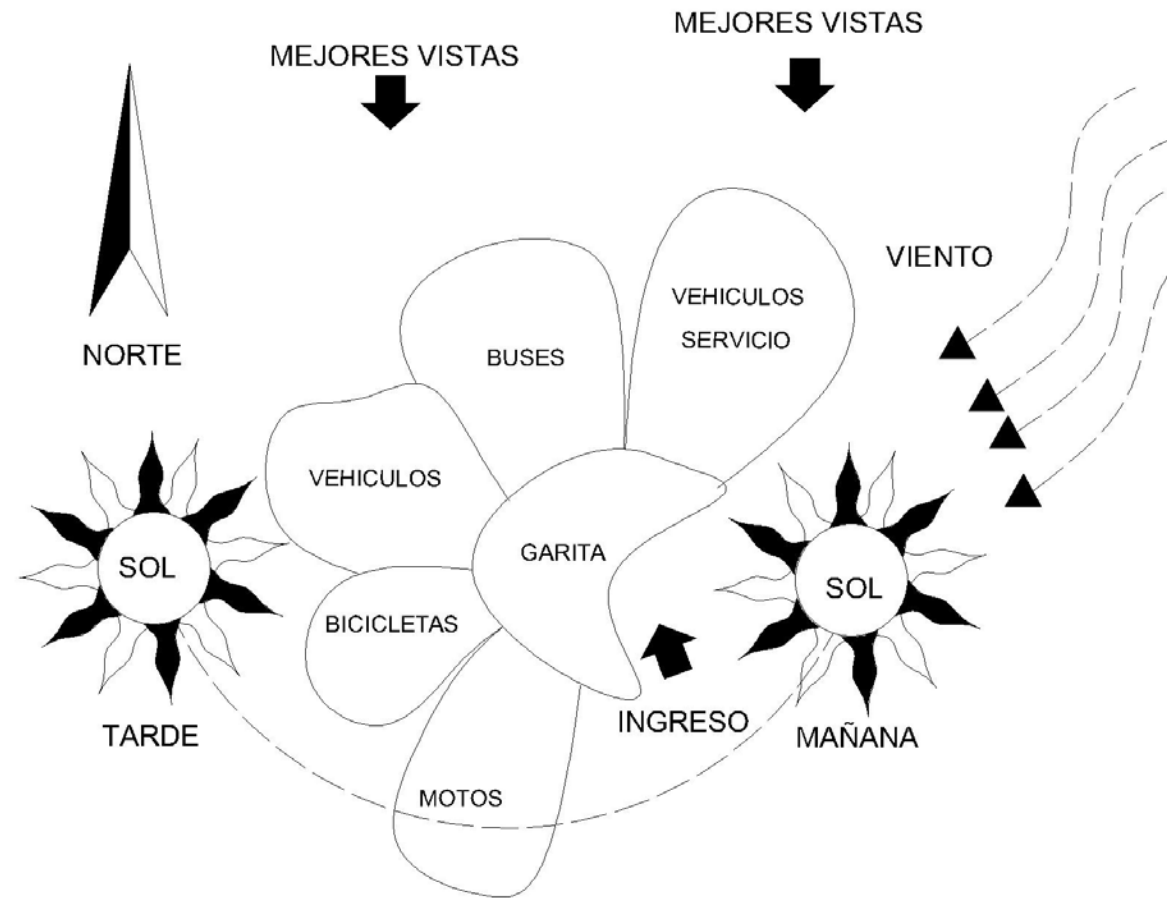 MEJORES VISTAS
MEJORES VISTAS
VIENTO
NORTE
VEHICULOS
SERVICIO
BUSES
VEHICULOS
GARITA
SOL
SOL
BICICLETAS
TARDE
INGRESO
MAÑANA
MOTOS